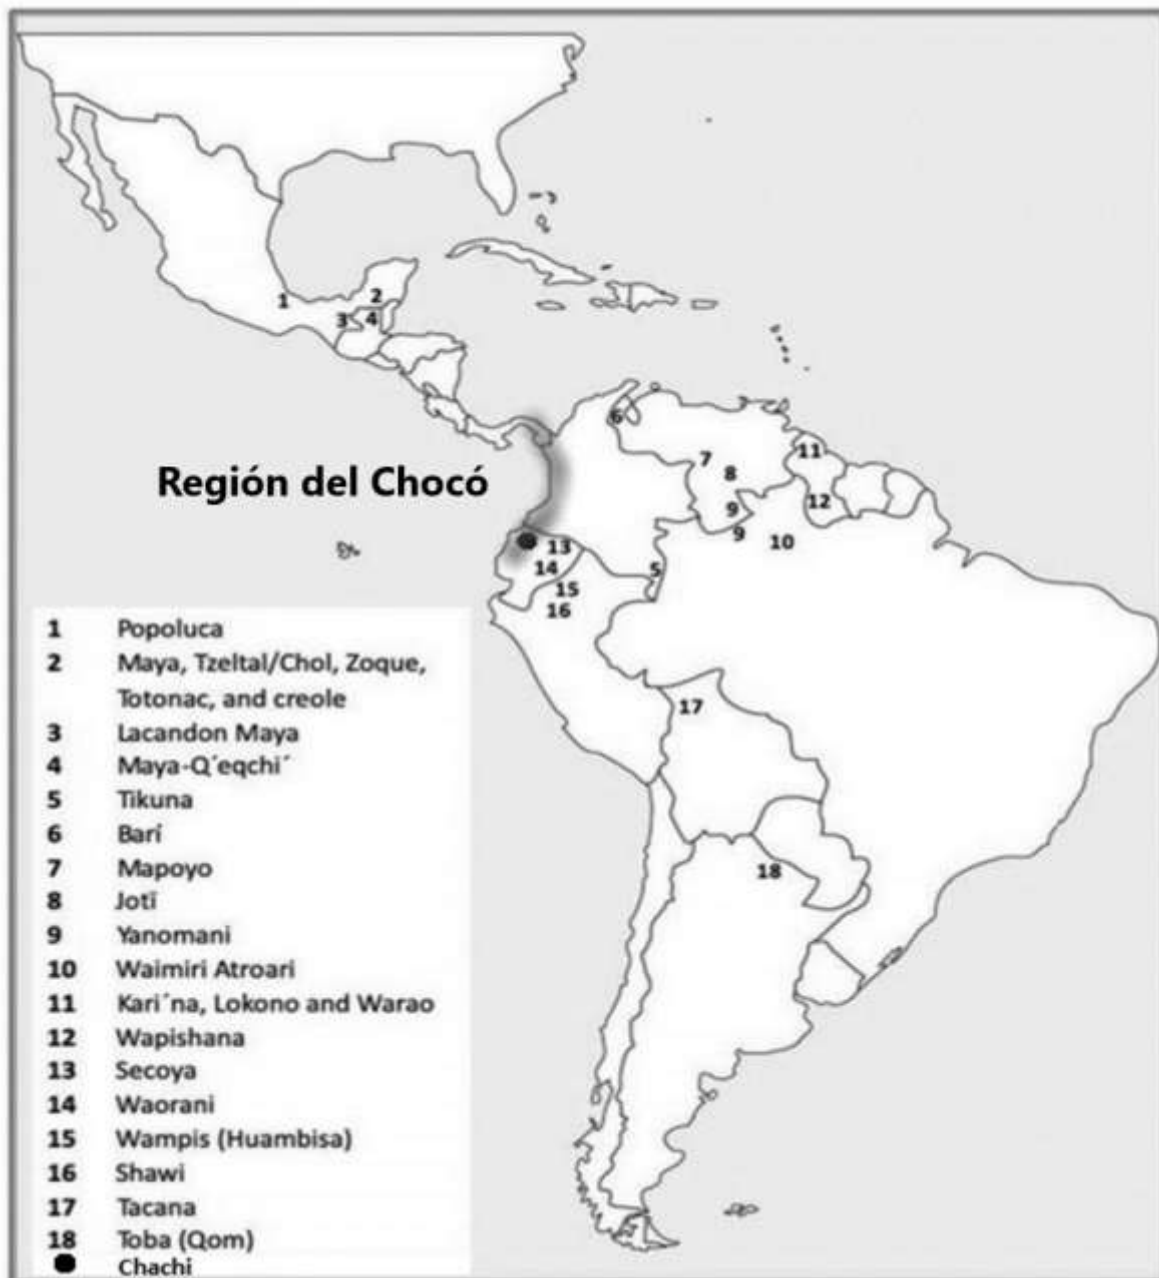 1
2
3
4
6
11
7
8
Región del Chocó
9
12
9
10
13
14
5
15
16
17
18
1 Popoluca
2 Maya, Tzeltal/Chol, Zoque,
Totonac, and creole
3 Lacandon Maya
4 Maya-Q´eqchi´
5 Tikuna
6 Barí
7 Mapoyo
8 Jotï
9 Yanomani
10 Waimiri Atroari
11 Kari´na, Lokono and Warao
12 Wapishana
13 Secoya
14 Waorani
15 Wampis (Huambisa)
16 Shawi
17 Tacana
18 Toba (Qom)
Chachi